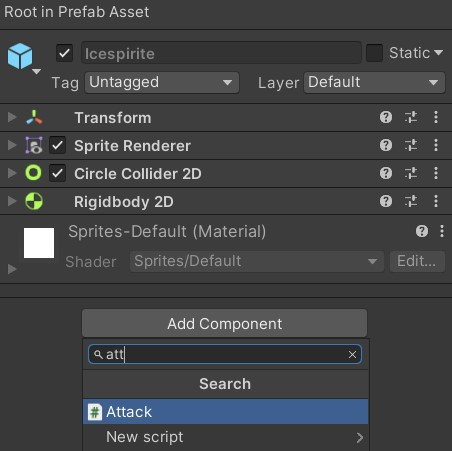 Root in Prefab Asset
Icespirite Static
Tag Untagged Layer Default
Transform
Sprite Renderer
Circle Collider 2D
Rigidbody 2D
Sprites-Default (Material)
Shader Sprites/Default Edit...
Add Component
att
Search
Attack
New script